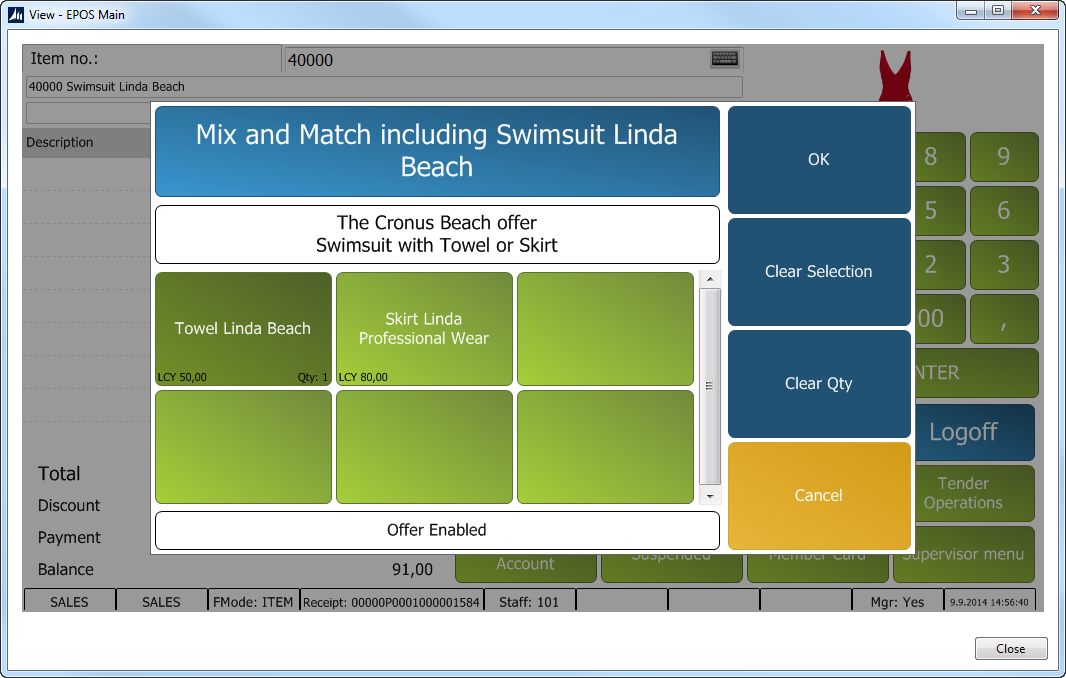 View - EPOS Main
Item no.:
40000
40000 Swimsuit Linda Beach
Description
Mix and Match including Swimsuit Linda
Beach
The Cronus Beach offer
Swimsuit with Towel or Skirt
Towel Linda Beach
LCY 50,00
Qty: 1
Skirt Linda
Professional Wear
LCY 80,00
Offer Enabled
OK
Clear Selection
Clear Qty
Cancel
8
9
5
6
2
3
00
,
NTER
Logoff
Tender
Operations
Total
Discount
Payment
Balance
91,00
Account
Suspended
Member Card
Supervisor menu
SALES
SALES
FMode: ITEM
Receipt: 00000P0001000001584
Staff: 101
Mgr: Yes
9.9.2014 14:56:40
Close